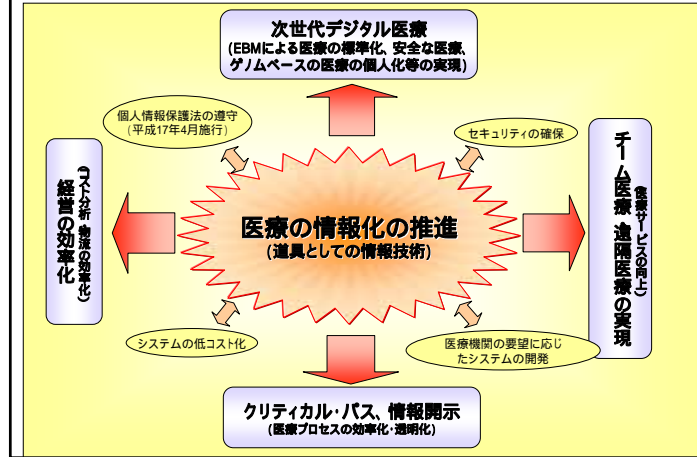 次世代デジタル医療
(EBMによる医療の標準化、安全な医療、
ゲノムベースの医療の個人化等の実現)
個人情報保護法の遵守
(平成17年4月施行)
セキュリティの確保
経営の効率化
(コスト分析 物流の効率化)
医療の情報化の推進
(道具としての情報技術)
チーム医療 遠隔医療の実現
(医療サービスの向上)
システムの低コスト化
医療機関の要望に応じ
たシステムの開発
クリティカル・パス、情報開示
(医療プロセスの効率化・透明化)